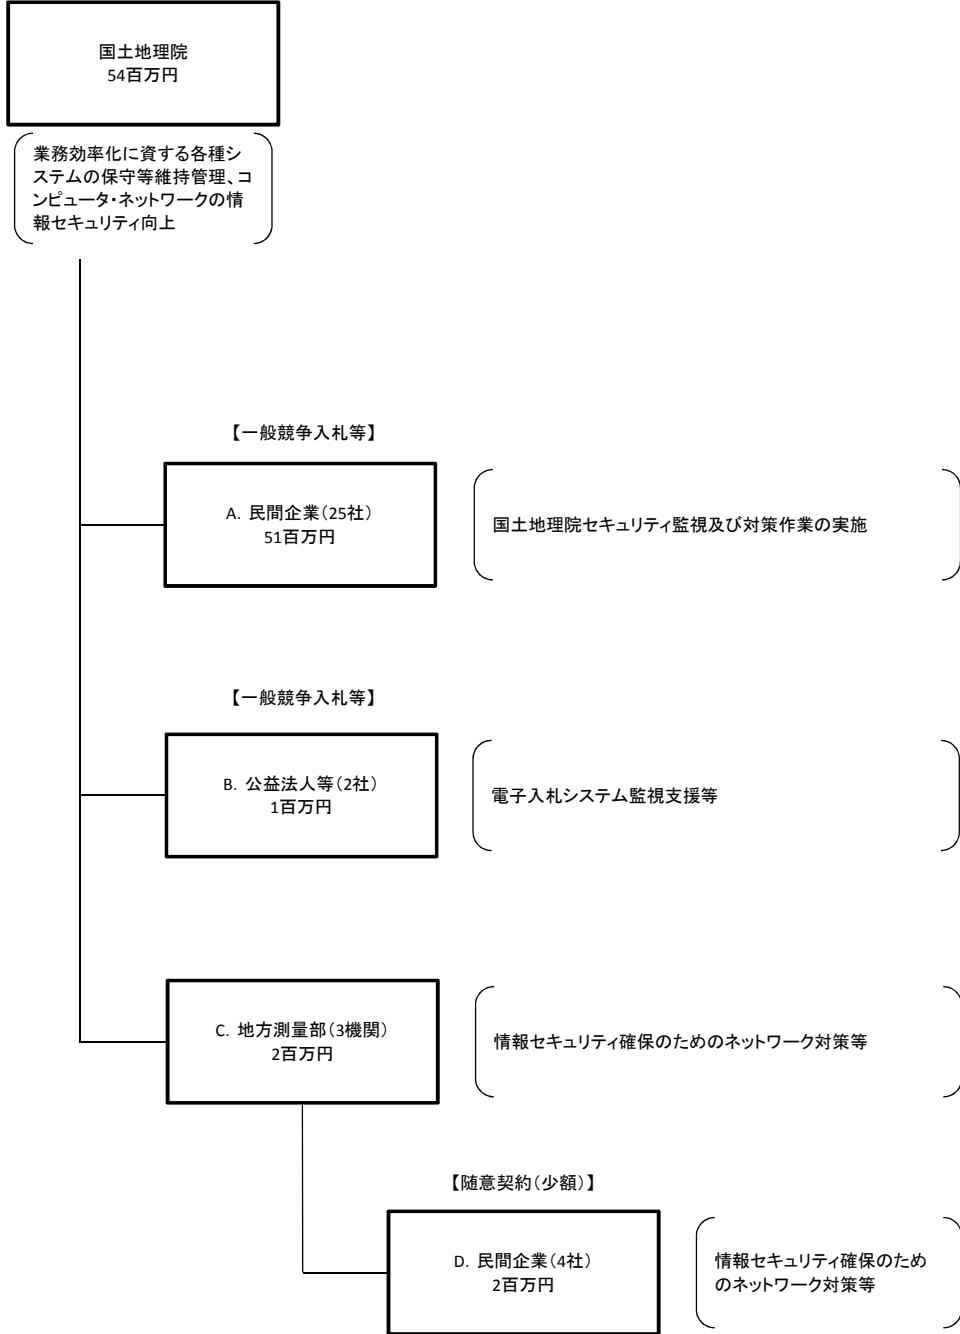 国土地理院
54百万円
業務効率化に資する各種シ
ステムの保守等維持管理、コ
ンピュータ・ネットワークの情
報セキュリティ向上
【一般競争入札等】
A. 民間企業(25社)
51百万円
国土地理院セキュリティ監視及び対策作業の実施
【一般競争入札等】
B. 公益法人等(2社)
1百万円
電子入札システム監視支援等
C. 地方測量部(3機関)
2百万円
情報セキュリティ確保のためのネットワーク対策等
【随意契約(少額)】
D. 民間企業(4社)
2百万円
情報セキュリティ確保のため
のネットワーク対策等